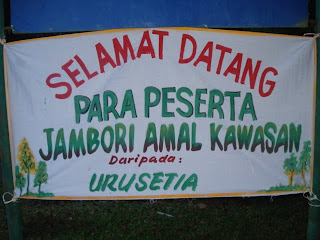 SELAMAT DATANG
PARA PESERTA
JAMBORI AMAL KAWASAN
Daripada :
URUSETIA